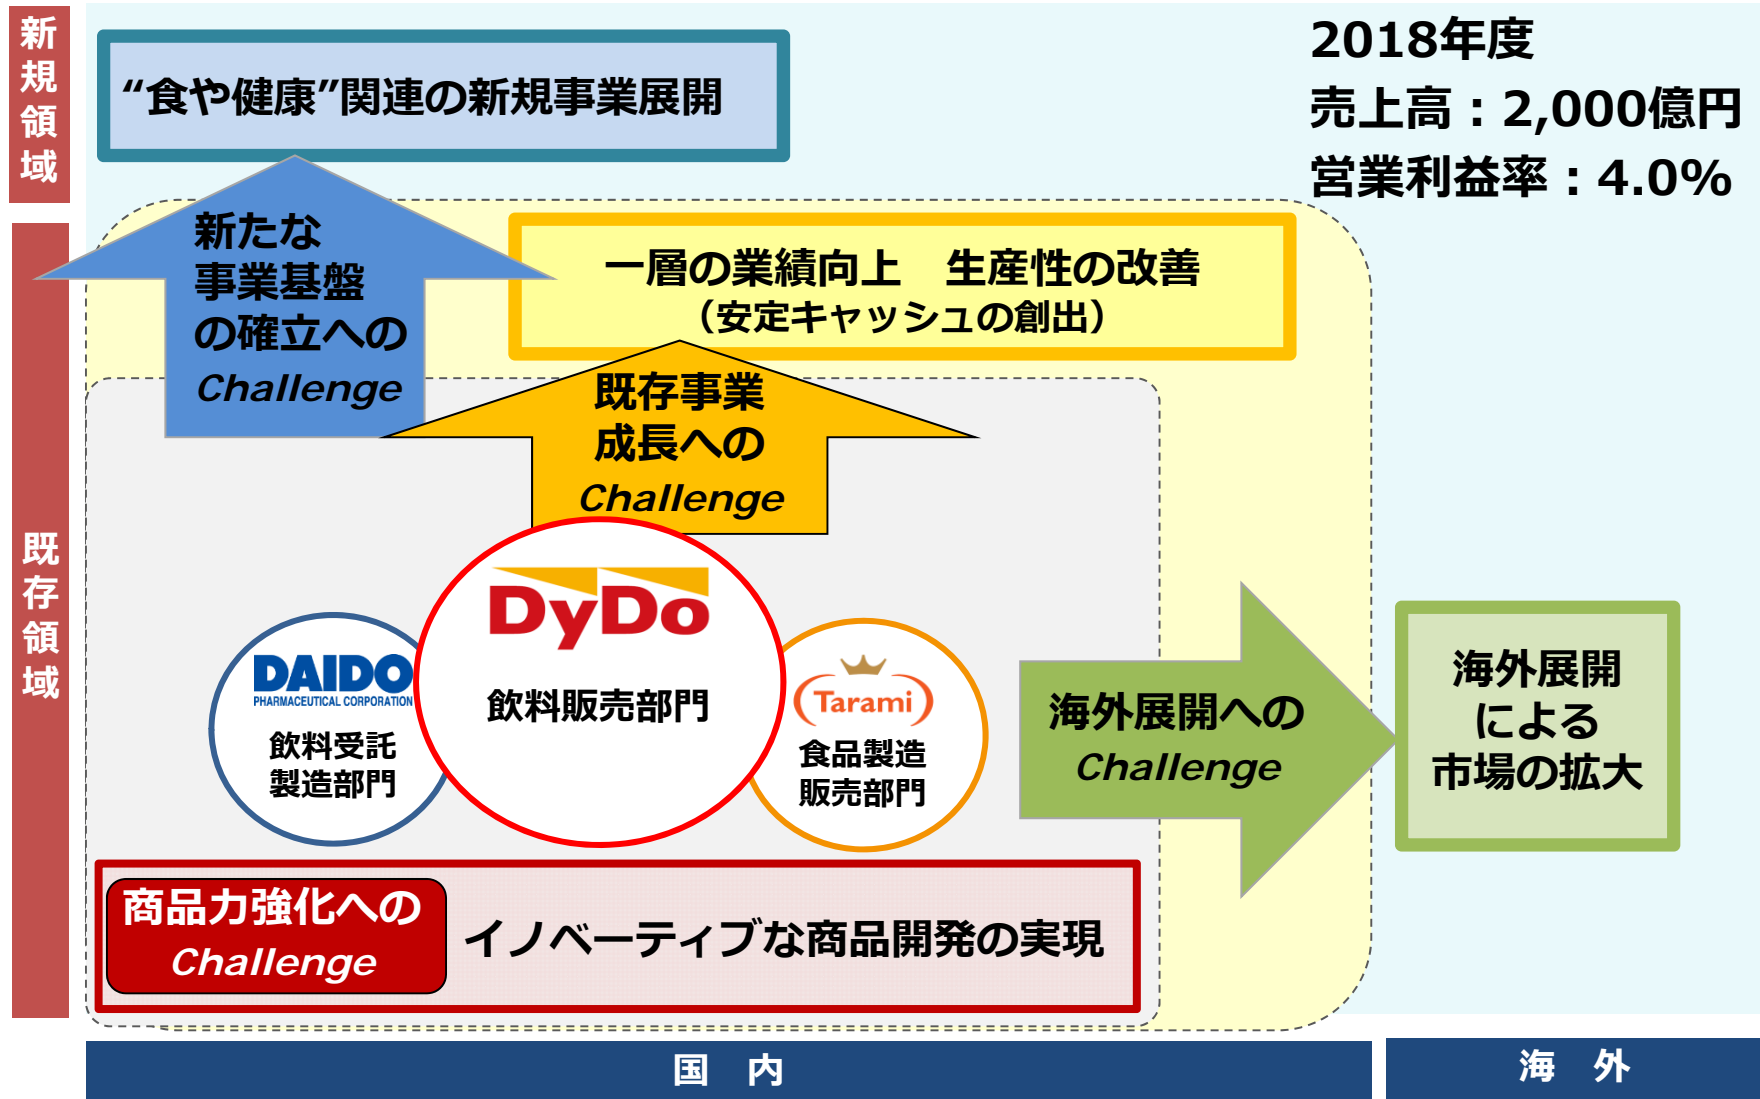 新規領域
“食や健康”関連の新規事業展開
2018年度
売上高：2,000億円
営業利益率：4.0%
新たな
事業基盤
の確立への
Challenge
一層の業績向上　生産性の改善
（安定キャッシュの創出）
既存事業
成長への
Challenge
既存領域
DAIDO
PHARMACEUTICAL CORPORATION
飲料受託
製造部門
DyDo
飲料販売部門
Tarami
食品製造
販売部門
海外展開への
Challenge
海外展開
による
市場の拡大
商品力強化への
Challenge
イノベーティブな商品開発の実現
国　内
海　外